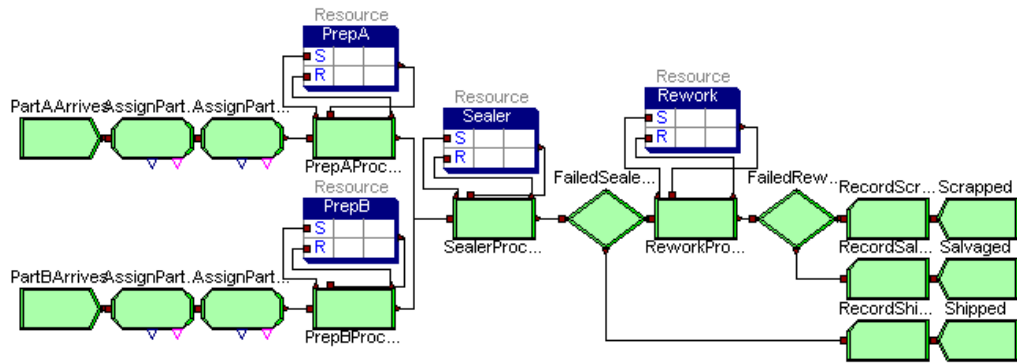 Resource
PrepA
S
R
PartAArrives AssignPart... AssignPart...
PrepAProc...
Resource
Sealer
S
R
Resource
Rework
S
R
FailedSeale...
FailedRew...
RecordScr... Scrapped
SealerProc...
ReworkPro...
RecordSal... Salvaged
Resource
PrepB
S
R
PartBArrives AssignPart... AssignPart...
PrepBProc...
RecordShi... Shipped